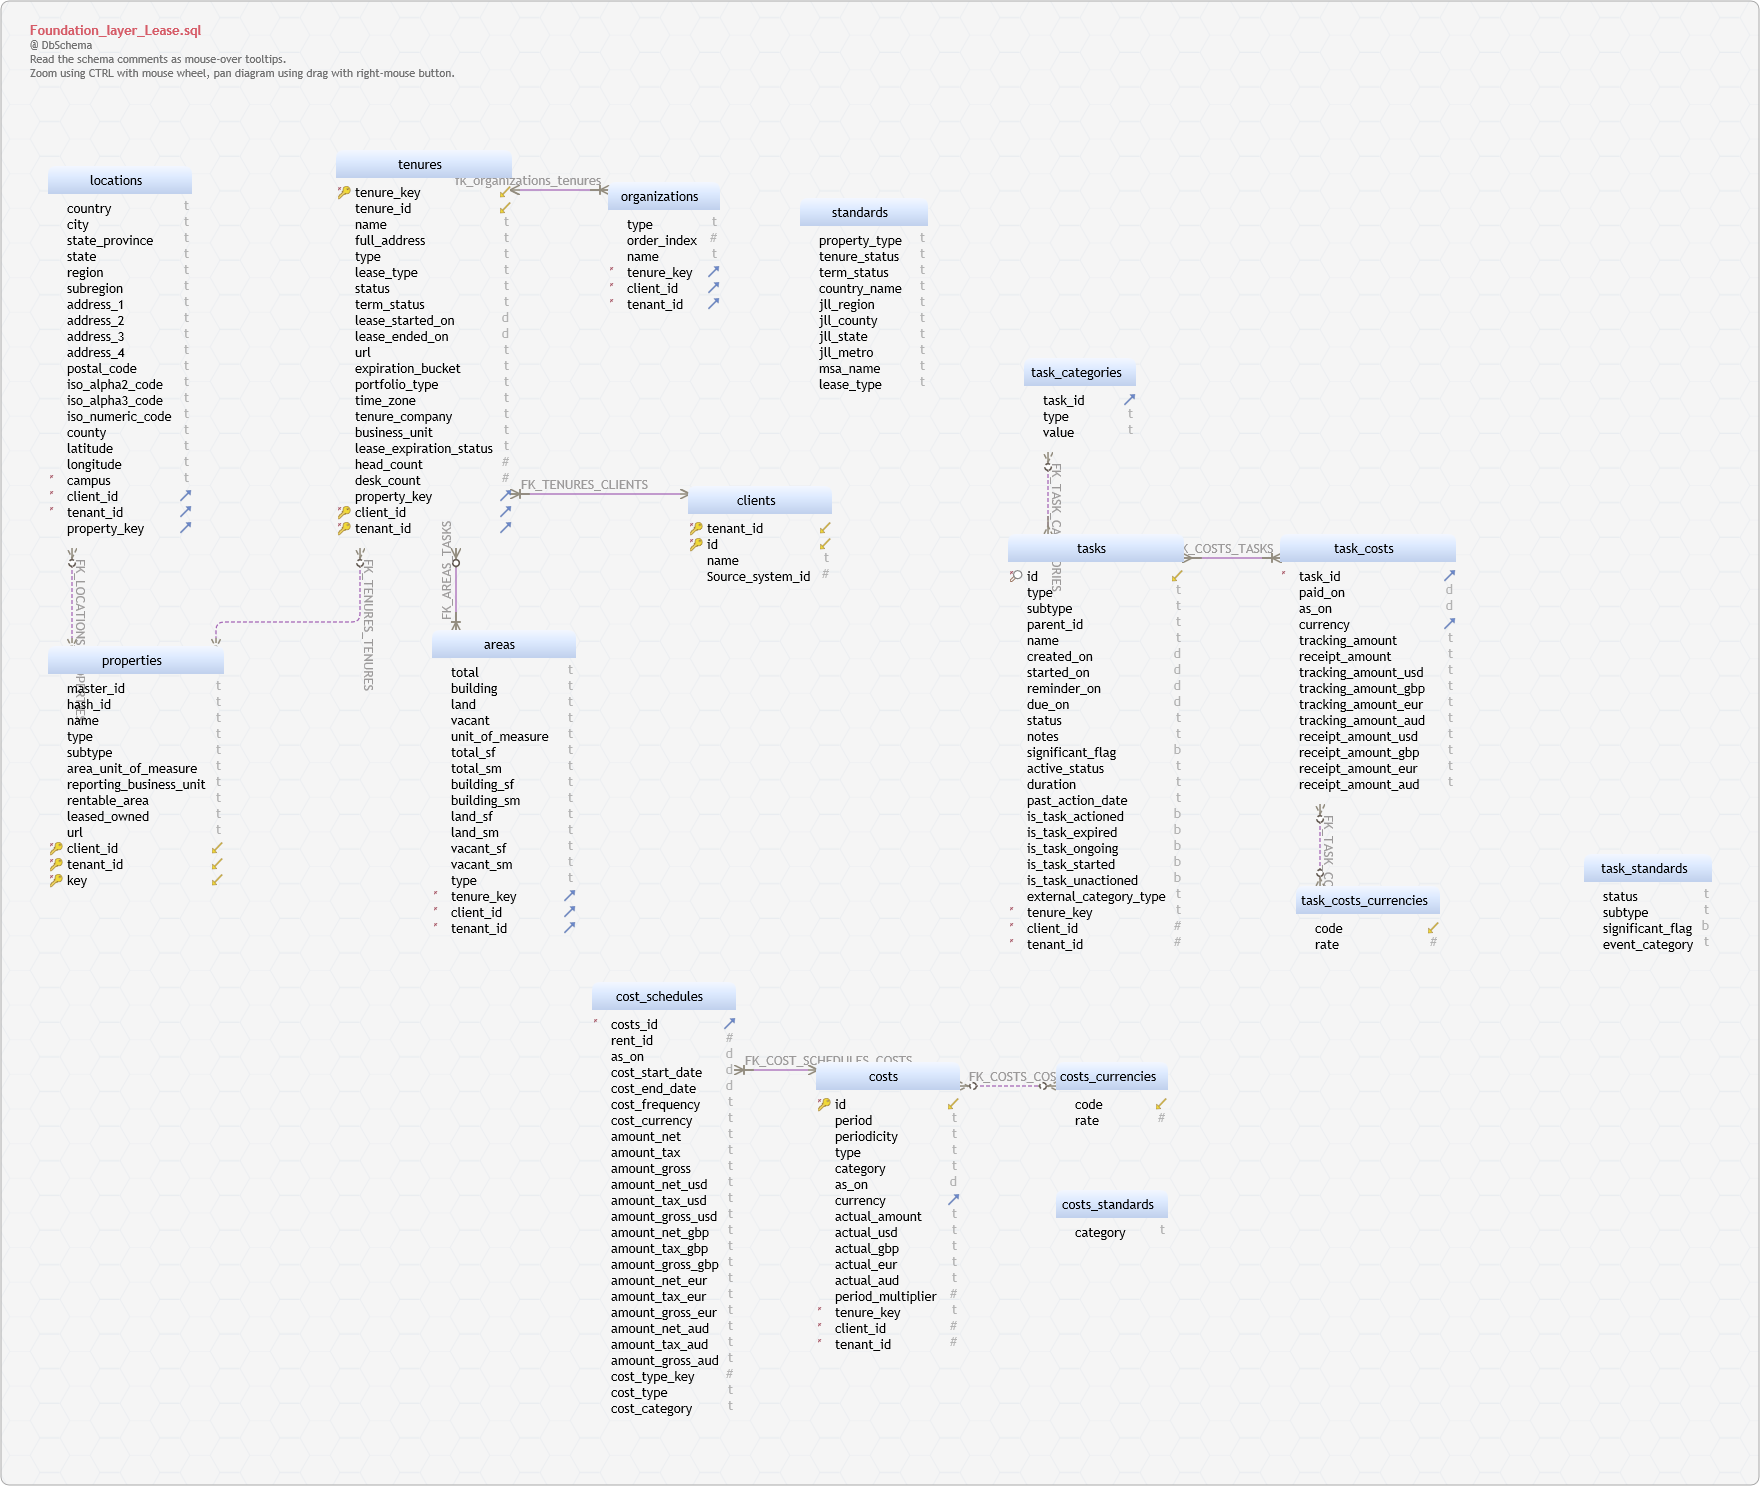 Foundation_layer_Lease.sql
@ DbSchema
Read the schema comments as mouse-over tooltips.
Zoom using CTRL with mouse wheel, pan diagram using drag with right-mouse button.
locations
country t
city t
state_province t
state t
region t
subregion t
address_1 t
address_2 t
address_3 t
address_4 t
postal_code t
iso_alpha2_code t
iso_alpha3_code t
iso_numeric_code t
county t
latitude t
longitude t
* campus t
* client_id
* tenant_id
property_key
tenures
tenure_key
tenure_id
name t
full_address t
type t
lease_type t
status t
term_status t
lease_started_on d
lease_ended_on d
url t
expiration_bucket t
portfolio_type t
time_zone t
tenure_company t
business_unit t
lease_expiration_status t
head_count #
desk_count #
property_key
client_id
tenant_id
fk_organizations_tenures
organizations
type t
order_index #
name t
* tenure_key
* client_id
* tenant_id
standards
property_type t
tenure_status t
term_status t
country_name t
jll_region t
jll_county t
jll_state t
jll_metro t
msa_name t
lease_type t
task_categories
task_id
type t
value t
FK_TENURES_CLIENTS
clients
tenant_id
id
name t
Source_system_id #
FK_LOCATIONS
FK_TENURES_TENURES
FK_AREAS_TASKS
FK_TASK_CA
ORIES
K_COSTS_TASKS
properties
master_id t
hash_id t
name t
type t
subtype t
area_unit_of_measure t
reporting_business_unit t
rentable_area t
leased_owned t
url t
client_id
tenant_id
key
areas
total t
building t
land t
vacant t
unit_of_measure t
total_sf t
total_sm t
building_sf t
building_sm t
land_sf t
land_sm t
vacant_sf t
vacant_sm t
type t
* tenure_key
* client_id
* tenant_id
tasks
id
type t
subtype t
parent_id t
name t
created_on d
started_on d
reminder_on d
due_on d
status t
notes t
significant_flag b
active_status t
duration t
past_action_date t
is_task_actioned b
is_task_expired b
is_task_ongoing b
is_task_started b
is_task_unactioned b
external_category_type t
* tenure_key t
* client_id #
* tenant_id #
task_costs
* task_id
paid_on d
as_on d
currency
tracking_amount t
receipt_amount t
tracking_amount_usd t
tracking_amount_gbp t
tracking_amount_eur t
tracking_amount_aud t
receipt_amount_usd t
receipt_amount_gbp t
receipt_amount_eur t
receipt_amount_aud t
FK_TASK_CO
task_costs_currencies
code
rate #
task_standards
status t
subtype t
significant_flag b
event_category t
cost_schedules
* costs_id
rent_id #
as_on d
cost_start_date d
cost_end_date d
cost_frequency t
cost_currency t
amount_net t
amount_tax t
amount_gross t
amount_net_usd t
amount_tax_usd t
amount_gross_usd t
amount_net_gbp t
amount_tax_gbp t
amount_gross_gbp t
amount_net_eur t
amount_tax_eur t
amount_gross_eur t
amount_net_aud t
amount_tax_aud t
amount_gross_aud t
cost_type_key #
cost_type t
cost_category t
FK_COST_SCHEDULES_COSTS
costs
id
period t
periodicity t
type t
category t
as_on d
currency
actual_amount t
actual_usd t
actual_gbp t
actual_eur t
actual_aud t
period_multiplier #
* tenure_key t
* client_id #
* tenant_id #
FK_COSTS_COS
costs_currencies
code
rate #
costs_standards
category t